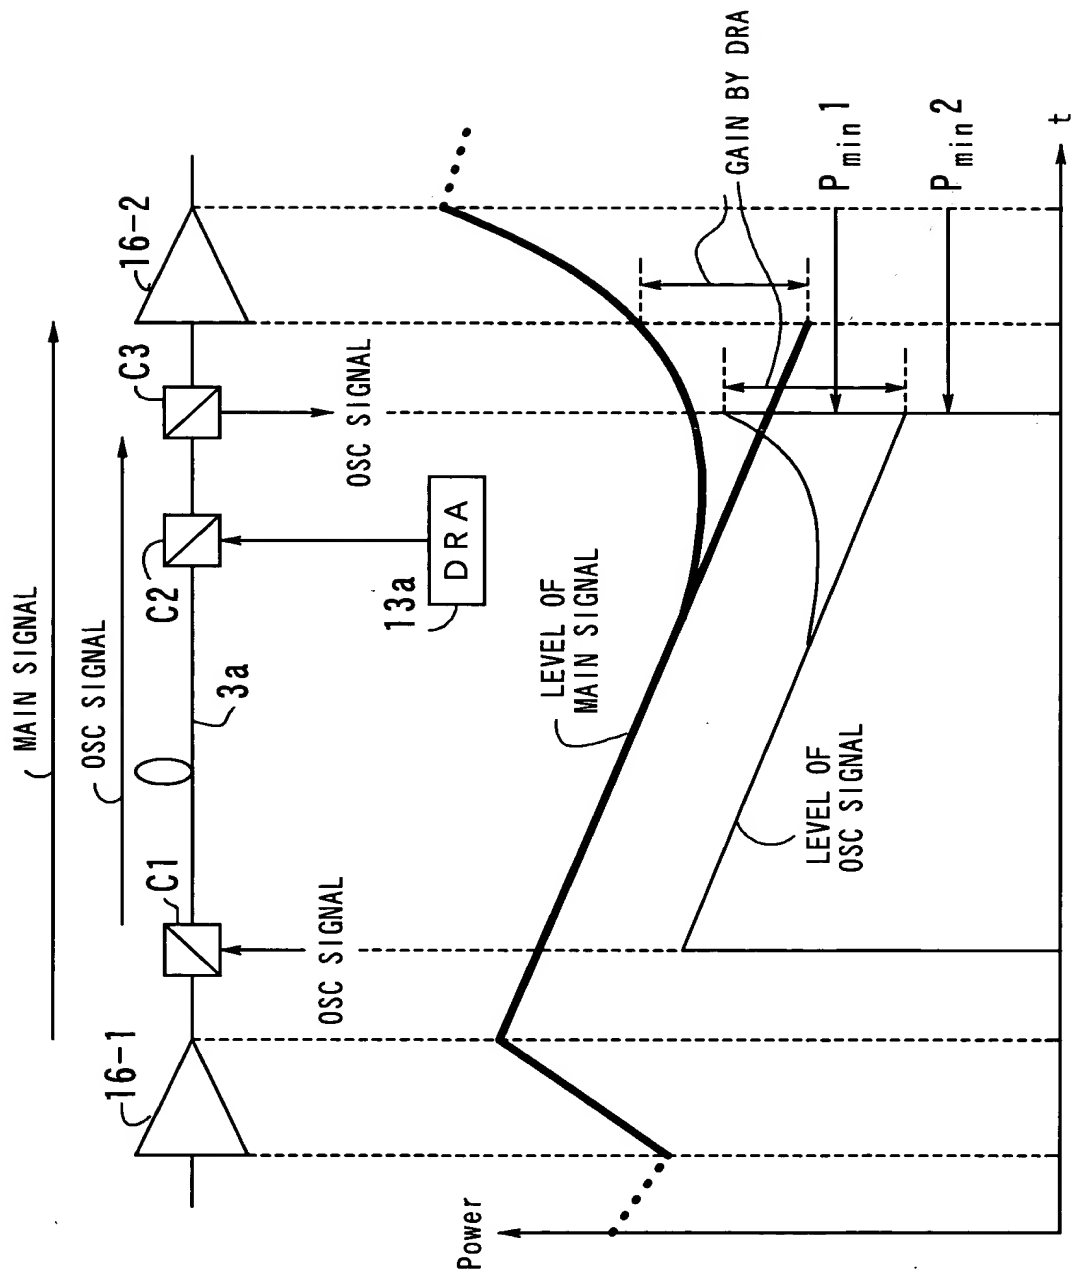 MAIN SIGNAL
OSC SIGNAL
16-1
C1
3a
C2
C3
16-2
OSC SIGNAL
13a
DRA
OSC SIGNAL
Power
LEVEL OF
MAIN SIGNAL
LEVEL OF
OSC SIGNAL
GAIN BY DRA
Pmin1
Pmin2
t